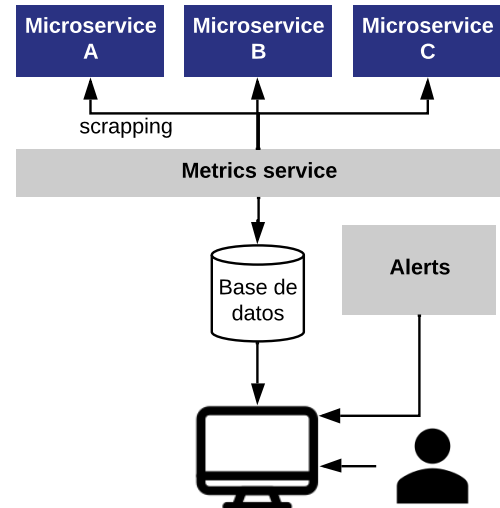 Microservice
A
Microservice
B
Microservice
C
scrapping
Metrics service
Base de
datos
Alerts